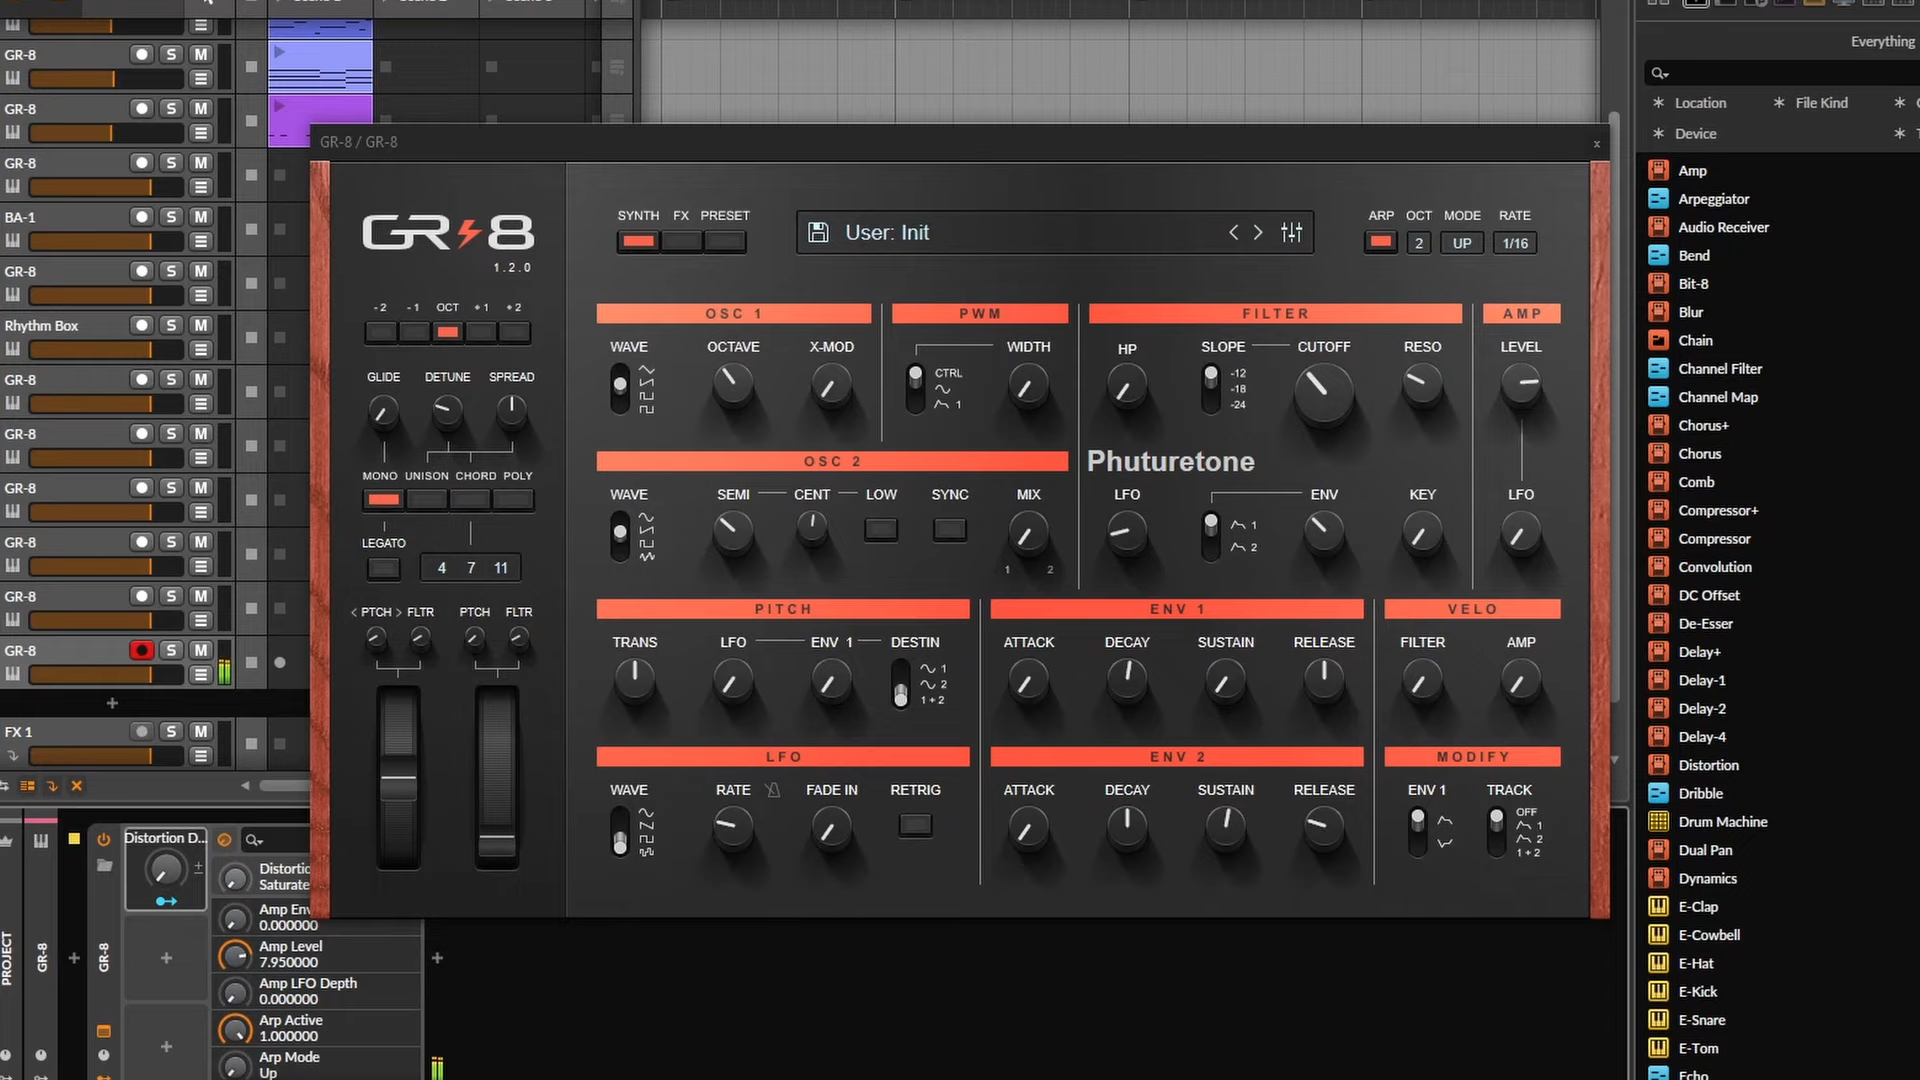 GR-8 S M
GR-8 S M
GR-8 S M
BA-1 S M
GR-8 S M
Rhythm Box S M
GR-8 S M
GR-8 S M
GR-8 S M
GR-8 S M
GR-8 S M
GR-8 S M
+
FX 1 S M
GR-8 / GR-8 x
GR 8
1.2.0
SYNTH FX PRESET
User: Init
ARP OCT MODE RATE
2 UP 1/16
-2 -1 OCT +1 +2
GLIDE DETUNE SPREAD
MONO UNISON CHORD POLY
LEGATO
4 7 11
< PTCH > FLTR PTCH FLTR
OSC 1
WAVE OCTAVE X-MOD
PWM
WIDTH
CTRL
1
FILTER
HP SLOPE CUTOFF RESO
-12
-18
-24
AMP
LEVEL
OSC 2
WAVE SEMI CENT LOW SYNC MIX
1 2
Phuturetone
LFO ENV KEY LFO
1
2
PITCH
TRANS LFO ENV 1 DESTIN
1
2
1+2
ENV 1
ATTACK DECAY SUSTAIN RELEASE
VELO
FILTER AMP
LFO
WAVE RATE FADE IN RETRIG
ENV 2
ATTACK DECAY SUSTAIN RELEASE
MODIFY
ENV 1 TRACK
OFF
1
2
1+2
PROJECT
GR-8
GR-8
Distortion D...
Distortic
Saturate
Amp Env
0.000000
Amp Level
7.950000
Amp LFO Depth
0.000000
Arp Active
1.000000
Arp Mode
Up
Everything
Location File Kind
Device
Amp
Arpeggiator
Audio Receiver
Bend
Bit-8
Blur
Chain
Channel Filter
Channel Map
Chorus+
Chorus
Comb
Compressor+
Compressor
Convolution
DC Offset
De-Esser
Delay+
Delay-1
Delay-2
Delay-4
Distortion
Dribble
Drum Machine
Dual Pan
Dynamics
E-Clap
E-Cowbell
E-Hat
E-Kick
E-Snare
E-Tom
Echo